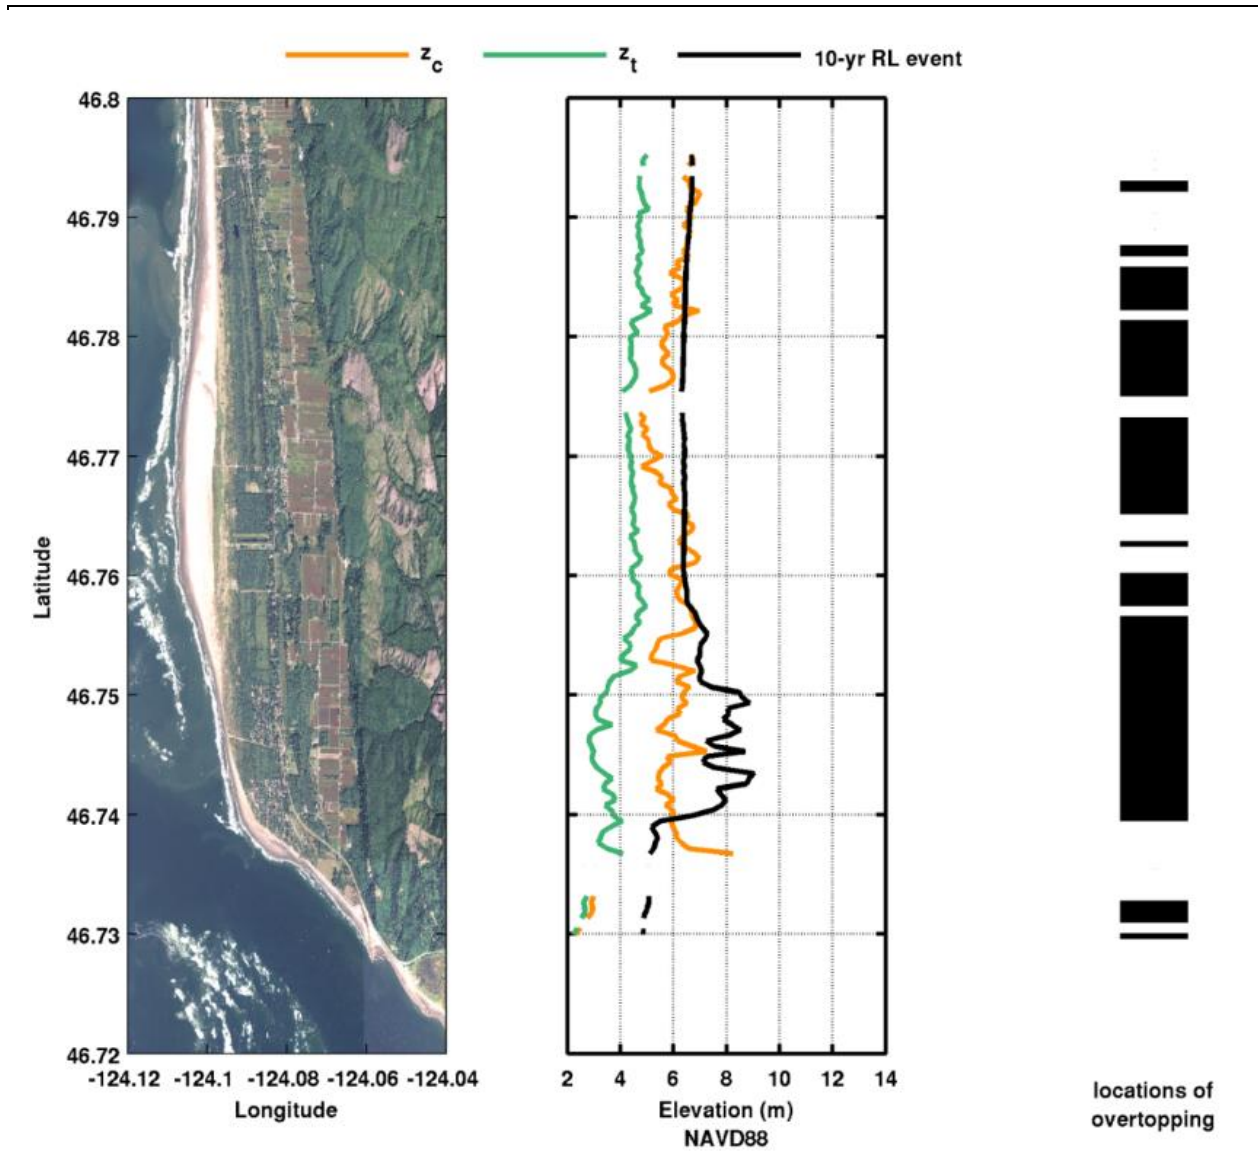 z_c z_t 10-yr RL event
46.8
46.79
46.78
46.77
46.76
46.75
46.74
46.73
46.72
Latitude
-124.12 -124.1 -124.08 -124.06 -124.04
Longitude
2 4 6 8 10 12 14
Elevation (m)
NAVD88
locations of
overtopping